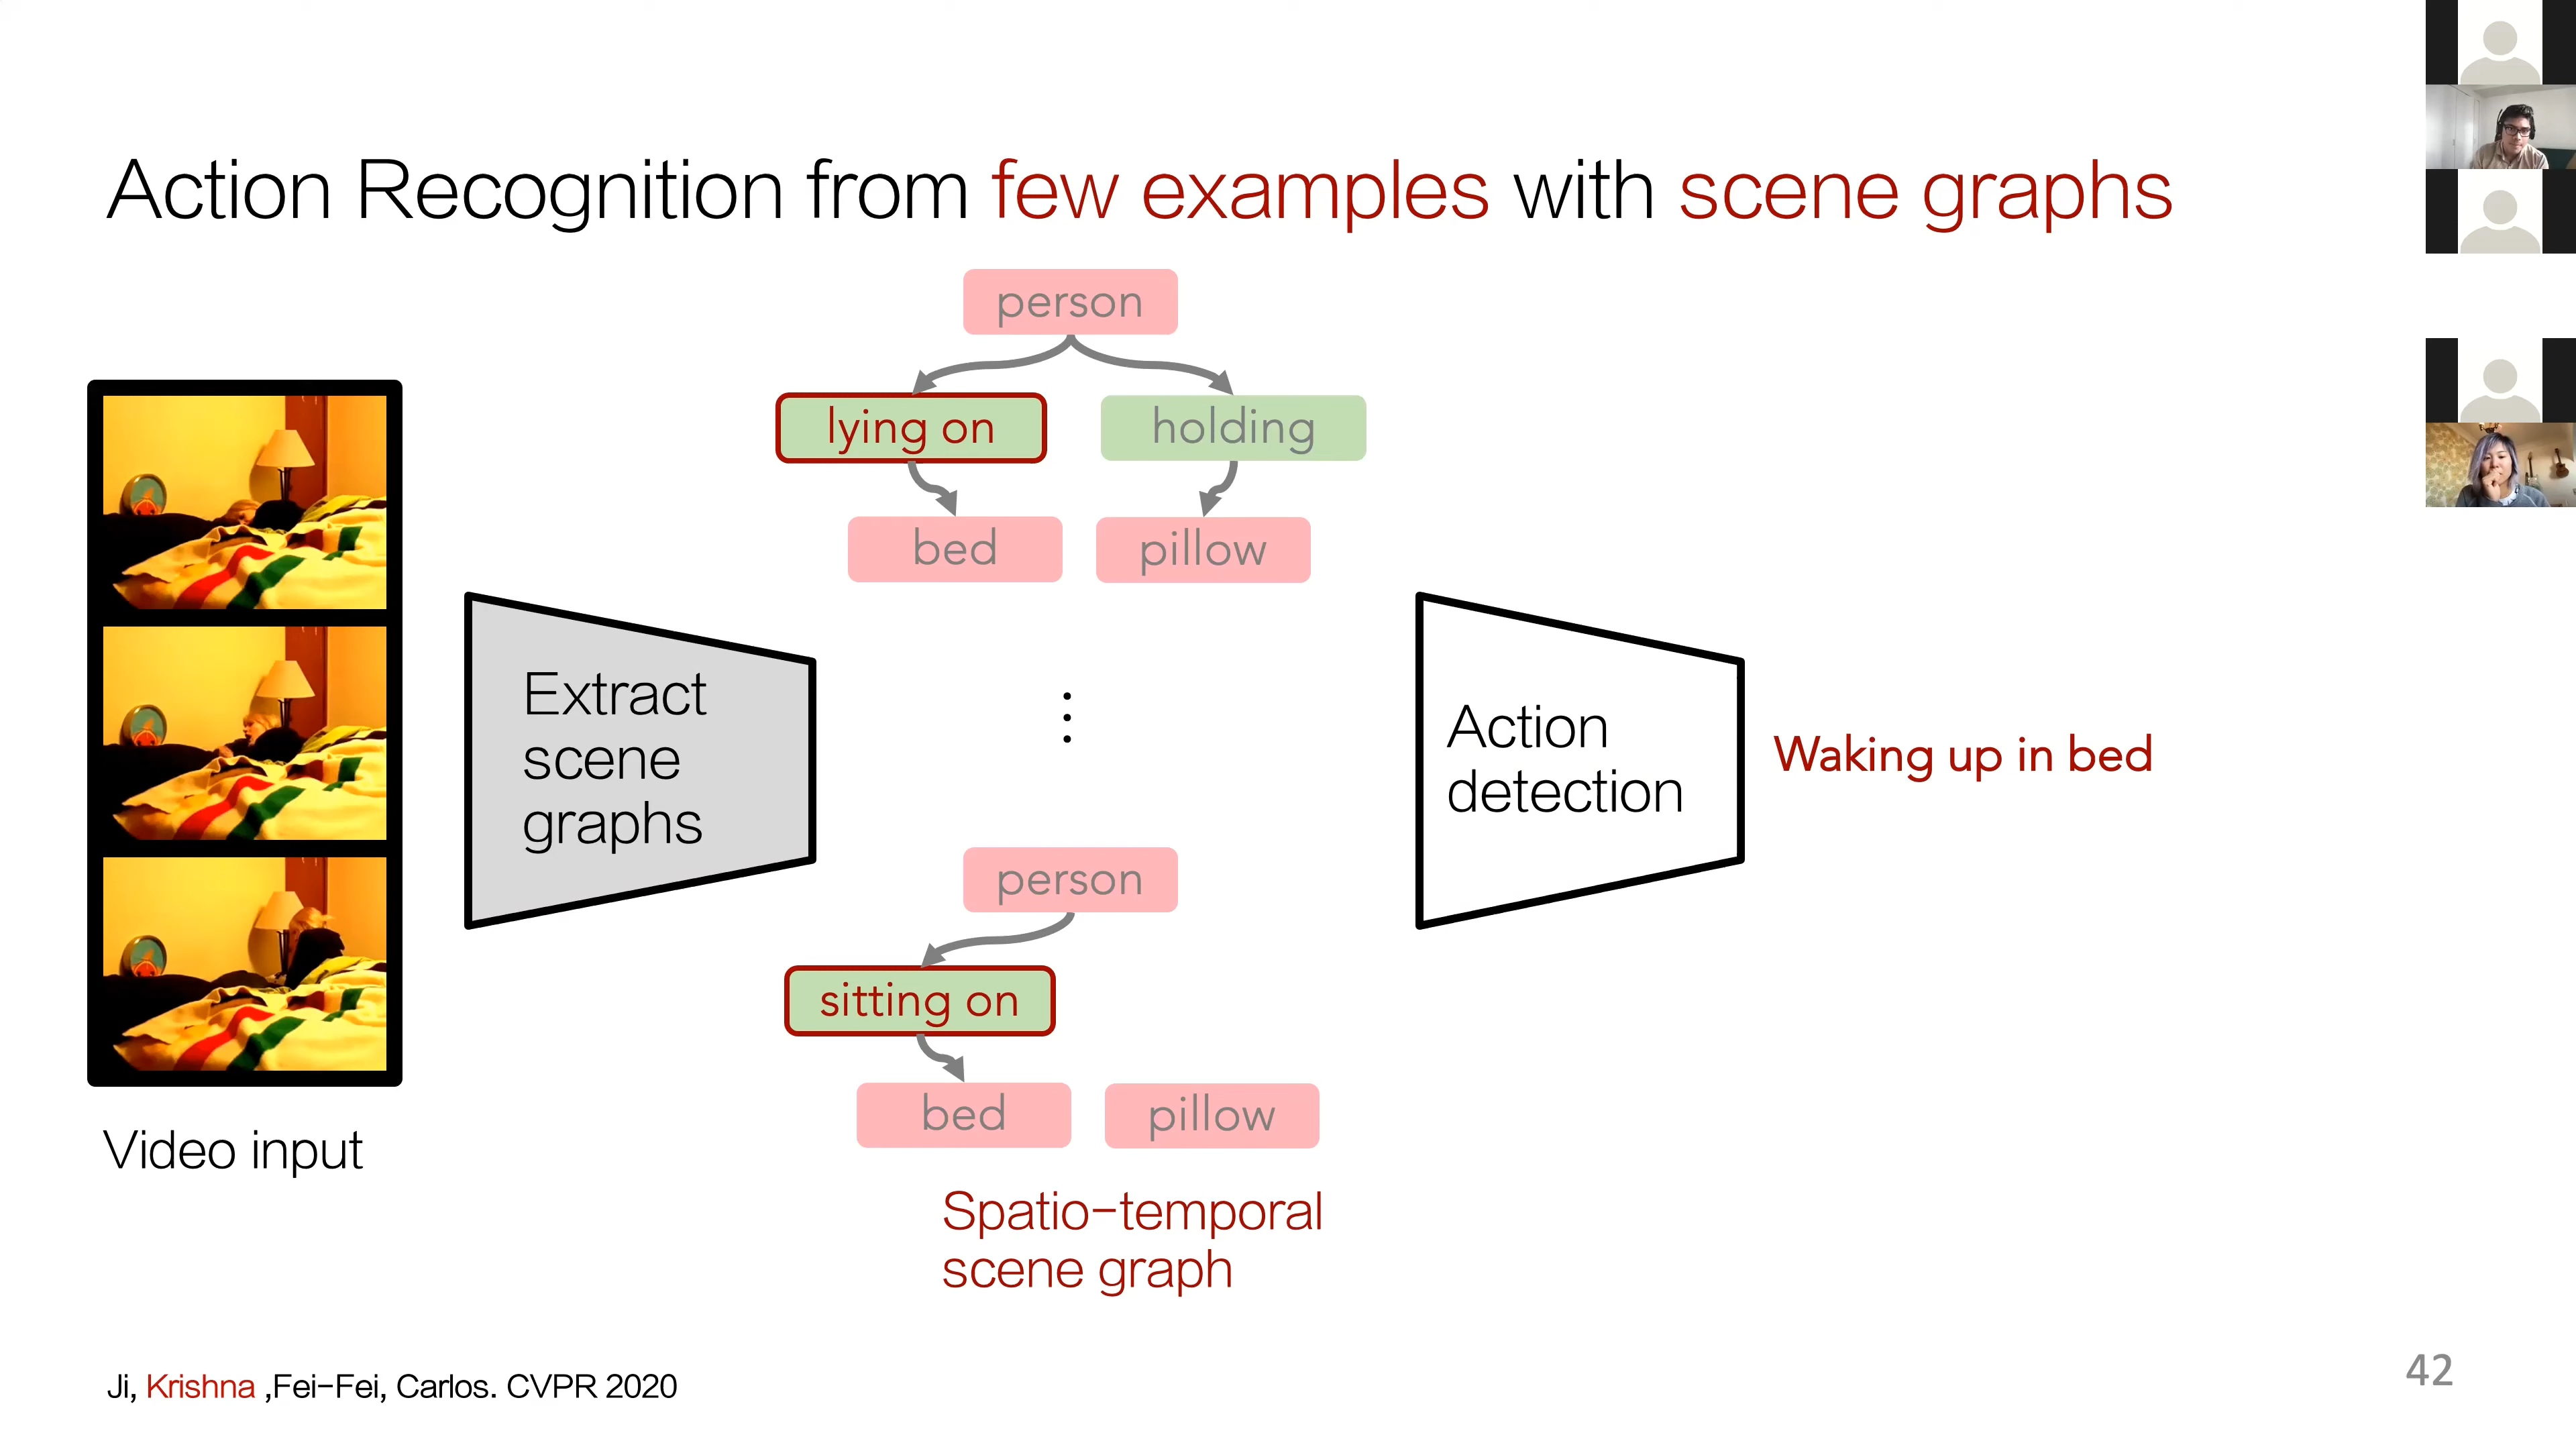 Action Recognition from few examples with scene graphs
person
lying on
holding
bed
pillow
Extract
scene
graphs
Action
detection
Waking up in bed
person
sitting on
bed
pillow
Video input
Spatio-temporal
scene graph
Ji, Krishna ,Fei-Fei, Carlos. CVPR 2020
42